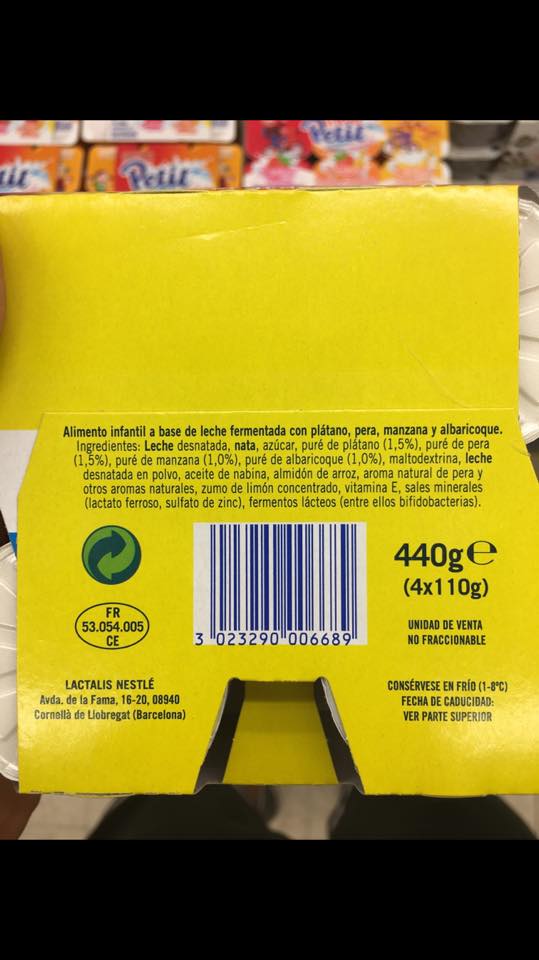 Petit
Petit
Alimento infantil a base de leche fermentada con plátano, pera, manzana y albaricoque.
Ingredientes: Leche desnatada, nata, azúcar, puré de plátano (1,5%), puré de pera
(1,5%), puré de manzana (1,0%), puré de albaricoque (1,0%), maltodextrina, leche
desnatada en polvo, aceite de nabina, almidón de arroz, aroma natural de pera y
otros aromas naturales, zumo de limón concentrado, vitamina E, sales minerales
(lactato ferroso, sulfato de zinc), fermentos lácteos (entre ellos bifidobacterias).
440g e
(4x110g)
FR
53.054.005
CE
UNIDAD DE VENTA
NO FRACCIONABLE
3 023290 006689
LACTALIS NESTLÉ
Avda. de la Fama, 16-20, 08940
Cornellà de Llobregat (Barcelona)
CONSÉRVESE EN FRÍO (1-8ºC)
FECHA DE CADUCIDAD:
VER PARTE SUPERIOR